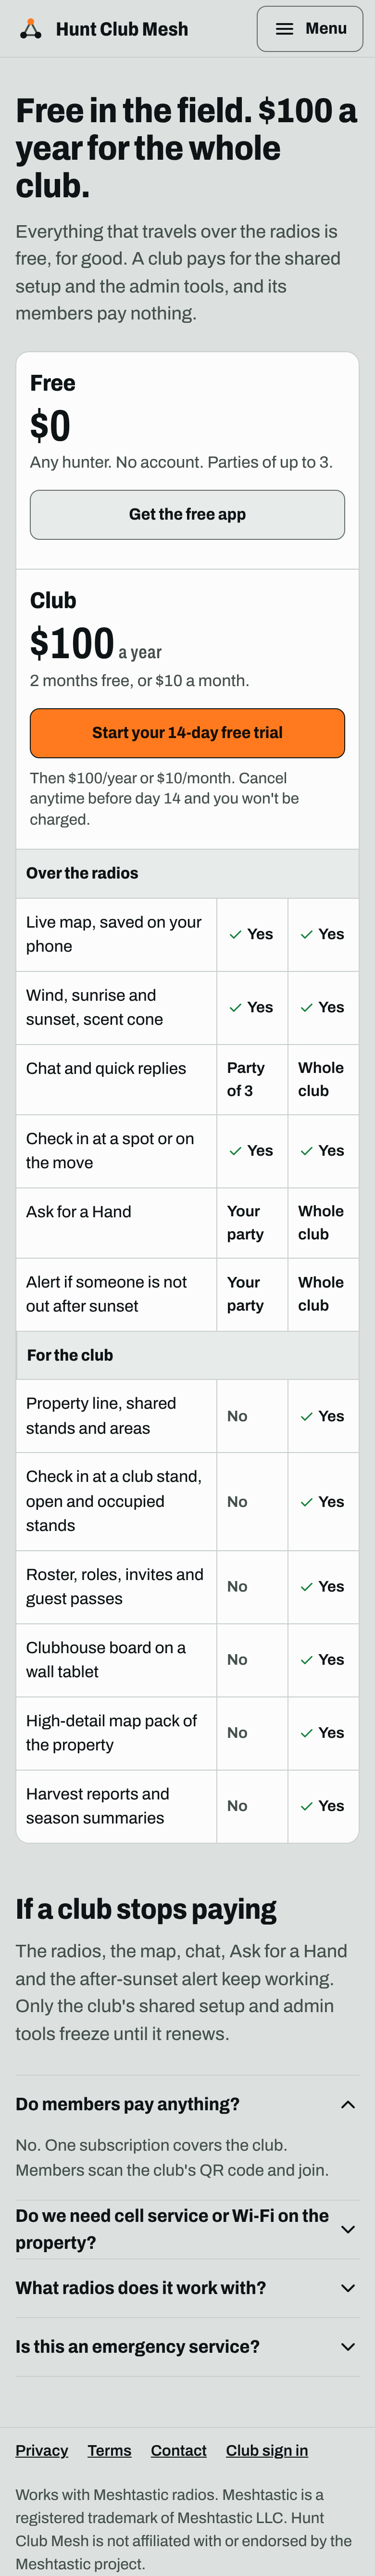 Hunt Club Mesh
Menu
Free in the field. $100 a
year for the whole
club.
Everything that travels over the radios is
free, for good. A club pays for the shared
setup and the admin tools, and its
members pay nothing.
Free
$0
Any hunter. No account. Parties of up to 3.
Get the free app
Club
$100 a year
2 months free, or $10 a month.
Start your 14-day free trial
Then $100/year or $10/month. Cancel
anytime before day 14 and you won't be
charged.
Over the radios
Live map, saved on your
phone
Yes
Yes
Wind, sunrise and
sunset, scent cone
Yes
Yes
Chat and quick replies
Party
of 3
Whole
club
Check in at a spot or on
the move
Yes
Yes
Ask for a Hand
Your
party
Whole
club
Alert if someone is not
out after sunset
Your
party
Whole
club
For the club
Property line, shared
stands and areas
No
Yes
Check in at a club stand,
open and occupied
stands
No
Yes
Roster, roles, invites and
guest passes
No
Yes
Clubhouse board on a
wall tablet
No
Yes
High-detail map pack of
the property
No
Yes
Harvest reports and
season summaries
No
Yes
If a club stops paying
The radios, the map, chat, Ask for a Hand
and the after-sunset alert keep working.
Only the club's shared setup and admin
tools freeze until it renews.
Do members pay anything?
No. One subscription covers the club.
Members scan the club's QR code and join.
Do we need cell service or Wi-Fi on the
property?
What radios does it work with?
Is this an emergency service?
Privacy Terms Contact Club sign in
Works with Meshtastic radios. Meshtastic is a
registered trademark of Meshtastic LLC. Hunt
Club Mesh is not affiliated with or endorsed by the
Meshtastic project.